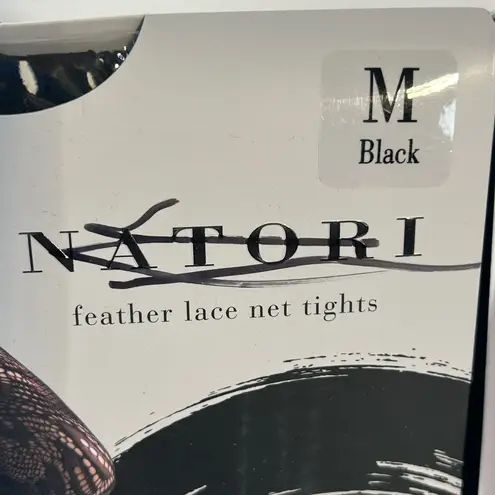 M
Black
NATORI
feather lace net tights